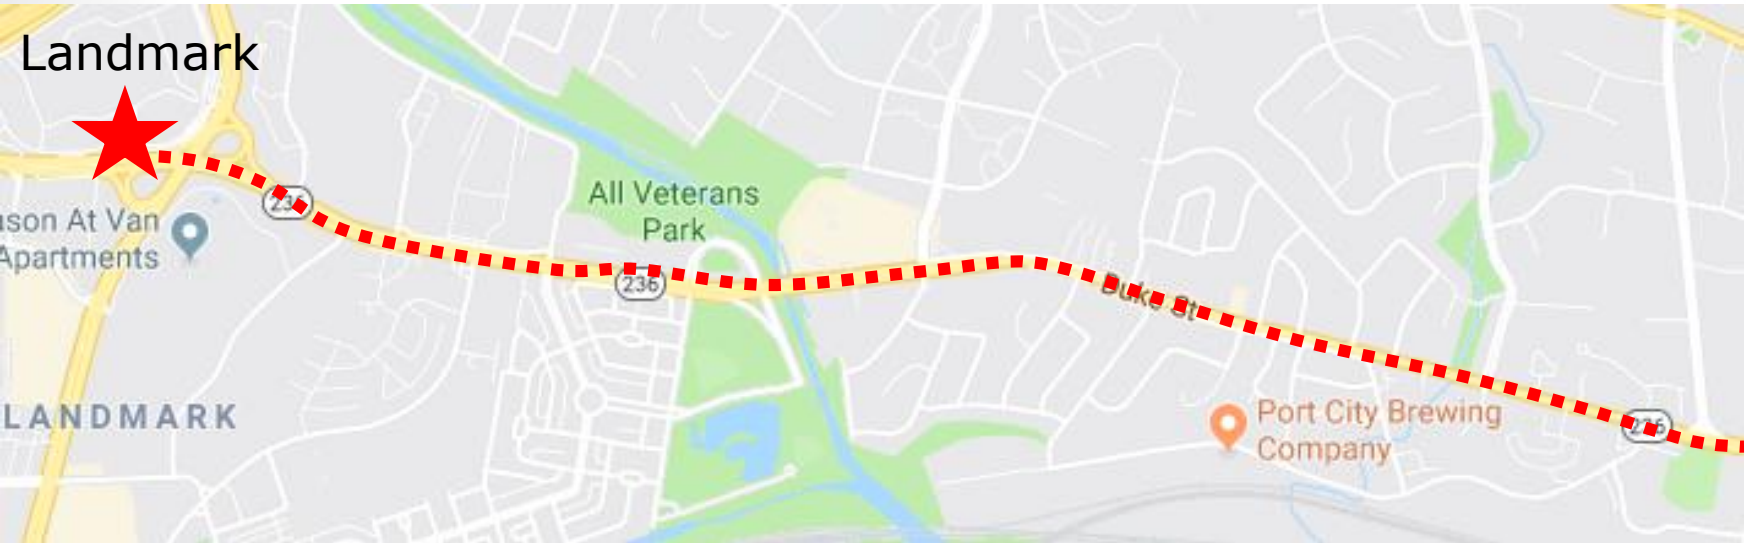 Landmark
236
ason At Van
Apartments
All Veterans
Park
236
Duke St
LANDMARK
Port City Brewing
Company
236